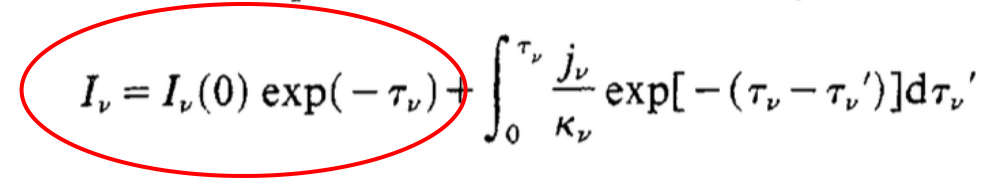 I_ν = I_ν(0) exp(−τ_ν) + ∫_0^{τ_ν} j_ν/κ_ν exp[−(τ_ν − τ_ν′)]dτ_ν′